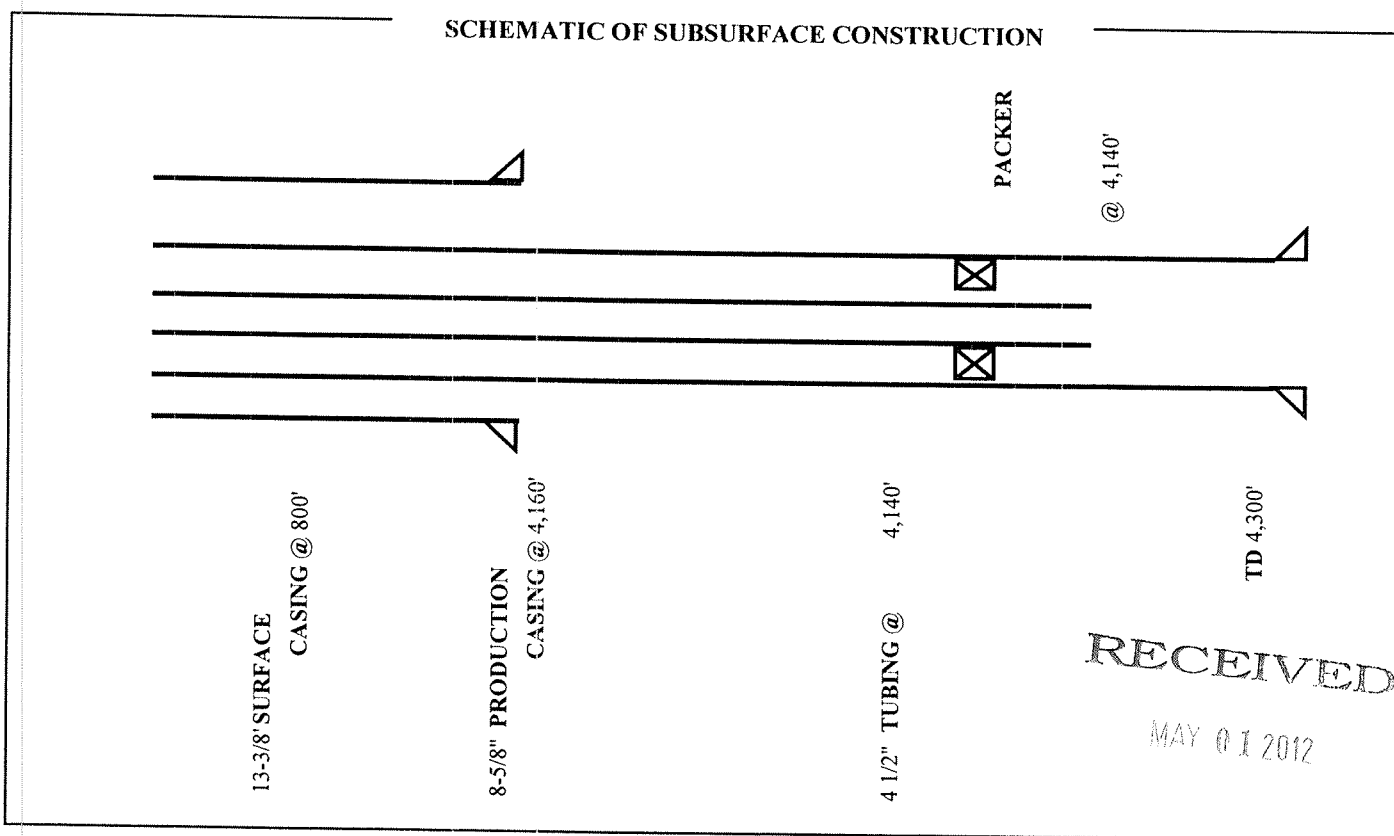 SCHEMATIC OF SUBSURFACE CONSTRUCTION
PACKER
@ 4,140'
13-3/8' SURFACE
CASING @ 800'
8-5/8" PRODUCTION
CASING @ 4,160'
4 1/2" TUBING @ 4,140'
TD 4,300'
RECEIVED
MAY 01 2012